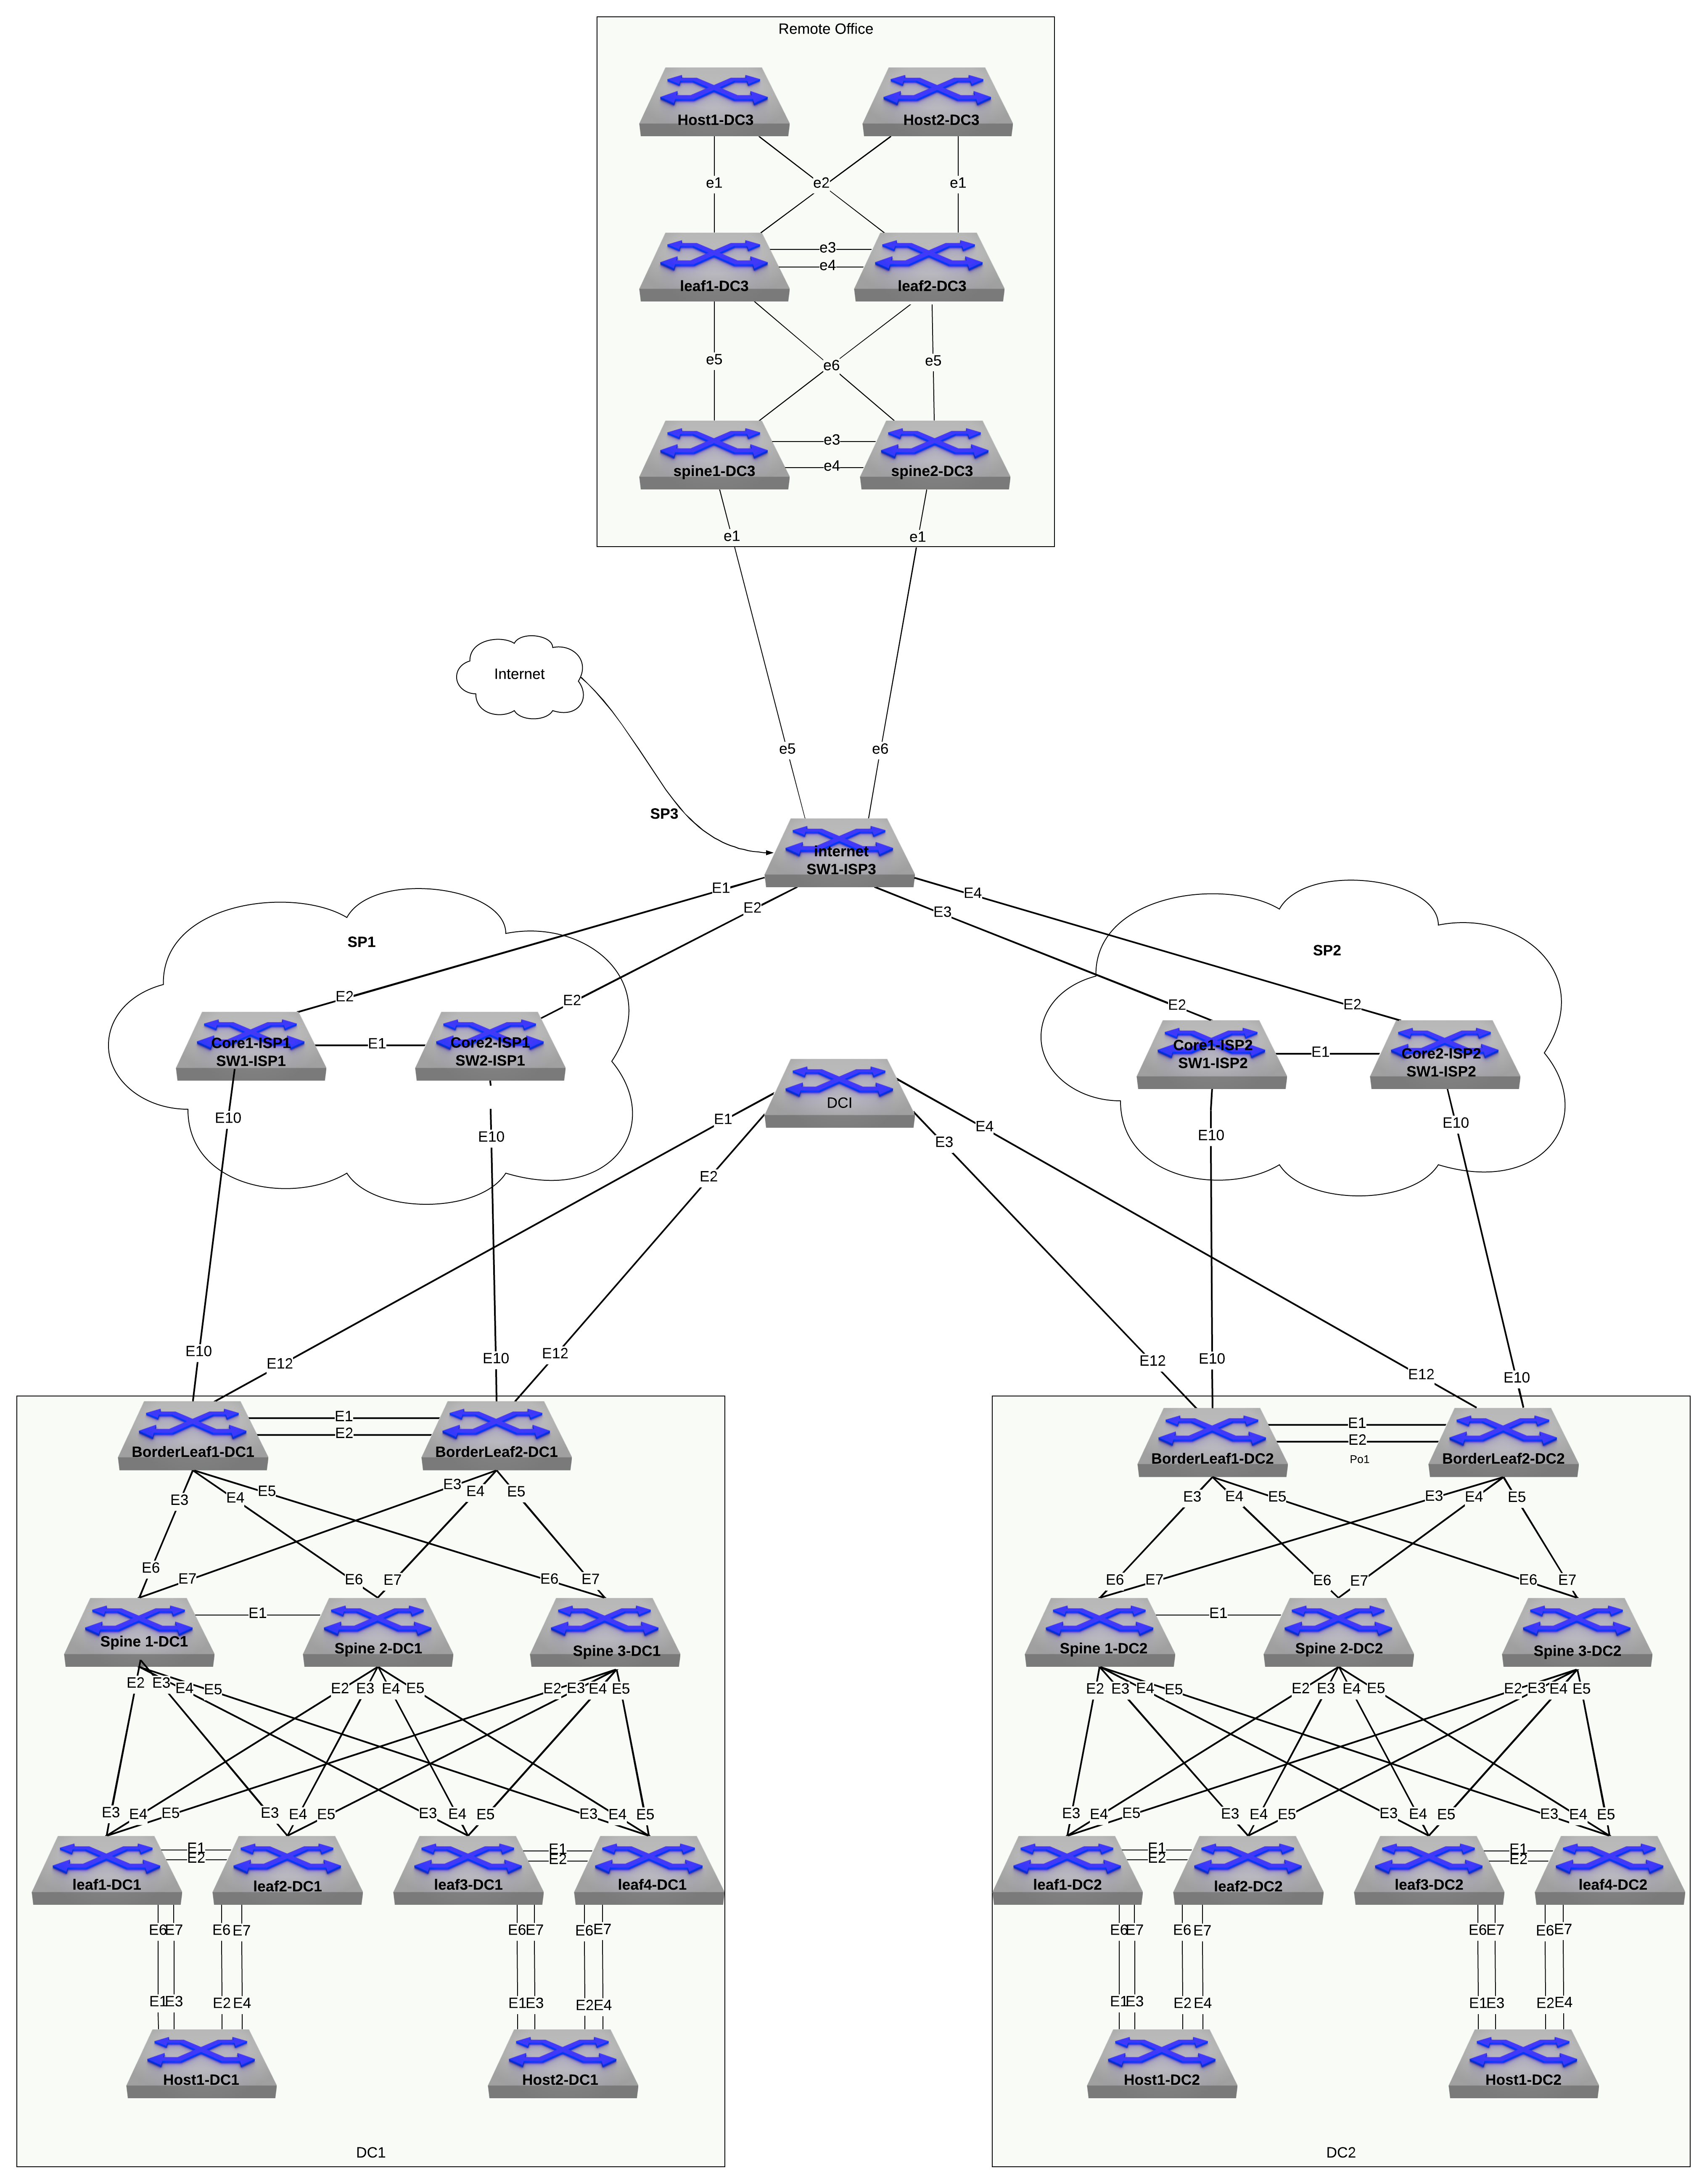 Remote Office
Host1-DC3
Host2-DC3
e1
e2
e1
e3
e4
leaf1-DC3
leaf2-DC3
e5
e6
e5
e3
e4
spine1-DC3
spine2-DC3
e1
e1
Internet
e5
e6
SP3
internet
SW1-ISP3
E1
E2
E3
E4
SP1
SP2
E2
E2
E2
E2
Core1-ISP1
SW1-ISP1
E1
Core2-ISP1
SW2-ISP1
Core1-ISP2
SW1-ISP2
E1
Core2-ISP2
SW1-ISP2
DCI
E10
E10
E1
E2
E3
E4
E10
E10
E10
E12
E10
E12
E12
E10
E12
E10
E1
E2
BorderLeaf1-DC1
BorderLeaf2-DC1
E1
E2
Po1
BorderLeaf1-DC2
BorderLeaf2-DC2
E3
E4
E5
E3
E4
E5
E3
E4
E5
E3
E4
E5
E6
E7
E6
E7
E6
E7
E6
E7
E6
E7
E6
E7
E1
E1
Spine 1-DC1
Spine 2-DC1
Spine 3-DC1
Spine 1-DC2
Spine 2-DC2
Spine 3-DC2
E2
E3
E4
E5
E2
E3
E4
E5
E2
E3
E4
E5
E2
E3
E4
E5
E2
E3
E4
E5
E2
E3
E4
E5
E3
E4
E5
E3
E4
E5
E3
E4
E5
E3
E4
E5
E3
E4
E5
E3
E4
E5
E3
E4
E5
E3
E4
E5
E1
E2
E1
E2
E1
E2
E1
E2
leaf1-DC1
leaf2-DC1
leaf3-DC1
leaf4-DC1
leaf1-DC2
leaf2-DC2
leaf3-DC2
leaf4-DC2
E6
E7
E6
E7
E6
E7
E6
E7
E6
E7
E6
E7
E6
E7
E6
E7
E1
E3
E2
E4
E1
E3
E2
E4
E1
E3
E2
E4
E1
E3
E2
E4
Host1-DC1
Host2-DC1
Host1-DC2
Host1-DC2
DC1
DC2